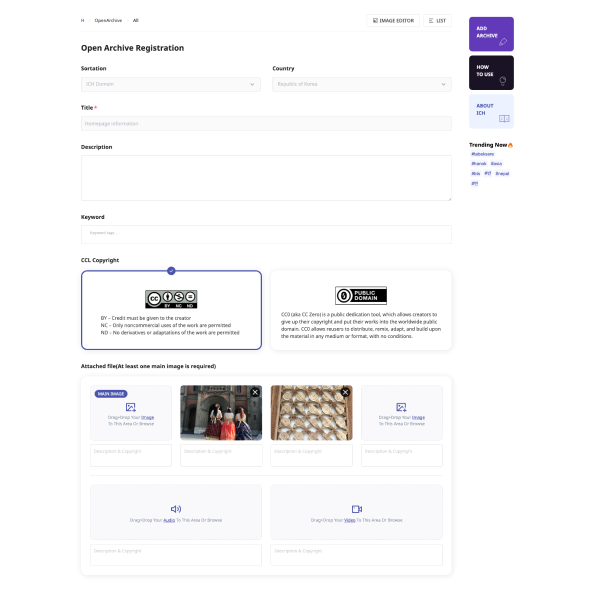 H · OpenArchive · All
IMAGE EDITOR
LIST
Open Archive Registration
Sortation
Country
ICH Domain
Republic of Korea
Title *
Homepage information
Description
Keyword
Keyword tags...
CCL Copyright
CC
BY NC ND
BY – Credit must be given to the creator
NC – Only noncommercial uses of the work are permitted
ND – No derivatives or adaptations of the work are permitted
PUBLIC
DOMAIN
CC0 (aka CC Zero) is a public dedication tool, which allows creators to
give up their copyright and put their works into the worldwide public
domain. CC0 allows reusers to distribute, remix, adapt, and build upon
the material in any medium or format, with no conditions.
Attached file(At least one main image is required)
MAIN IMAGE
Drag+Drop Your Image
To This Area Or Browse
Drag+Drop Your Image
To This Area Or Browse
Description & Copyright
Description & Copyright
Description & Copyright
Description & Copyright
Drag+Drop Your Audio To This Area Or Browse
Drag+Drop Your Video To This Area Or Browse
Description & Copyright
Description & Copyright
ADD
ARCHIVE
HOW
TO USE
ABOUT
ICH
Trending Now
#hanok
#nepal